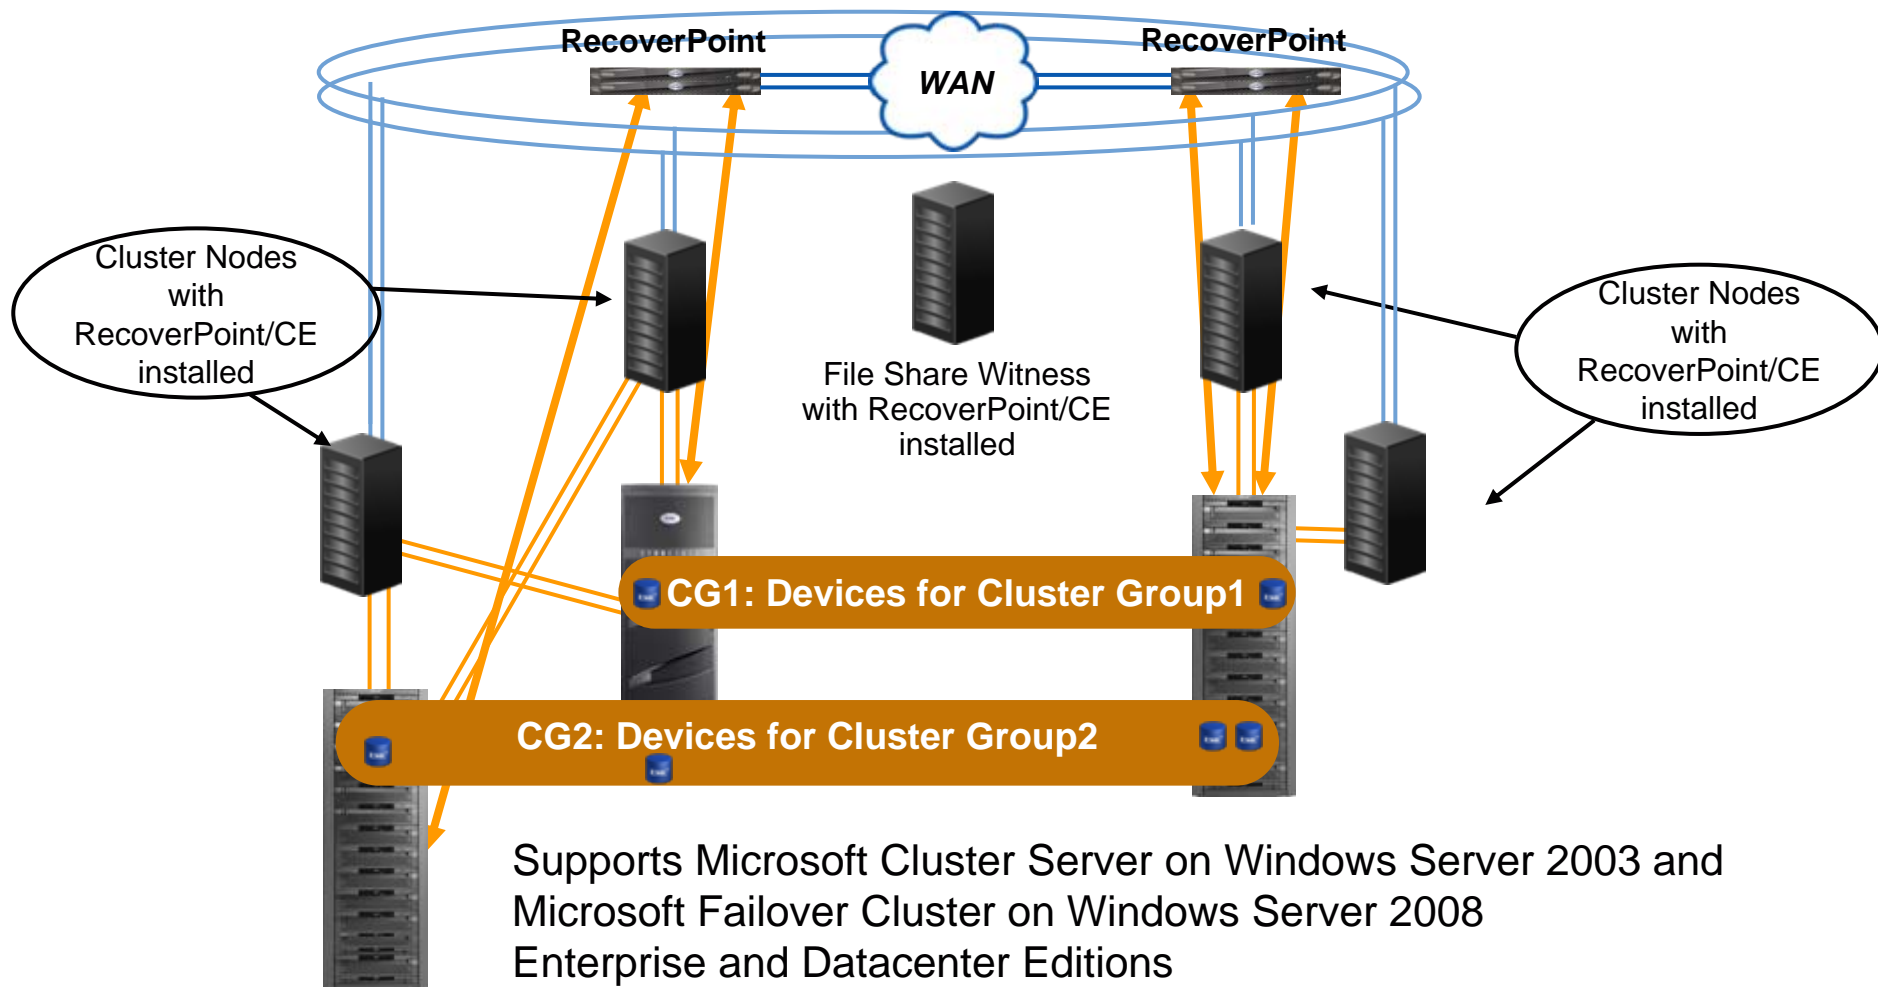 RecoverPoint
RecoverPoint
WAN
Cluster Nodes
with
RecoverPoint/CE
installed
Cluster Nodes
with
RecoverPoint/CE
installed
File Share Witness
with RecoverPoint/CE
installed
CG1: Devices for Cluster Group1
CG2: Devices for Cluster Group2
Supports Microsoft Cluster Server on Windows Server 2003 and
Microsoft Failover Cluster on Windows Server 2008
Enterprise and Datacenter Editions